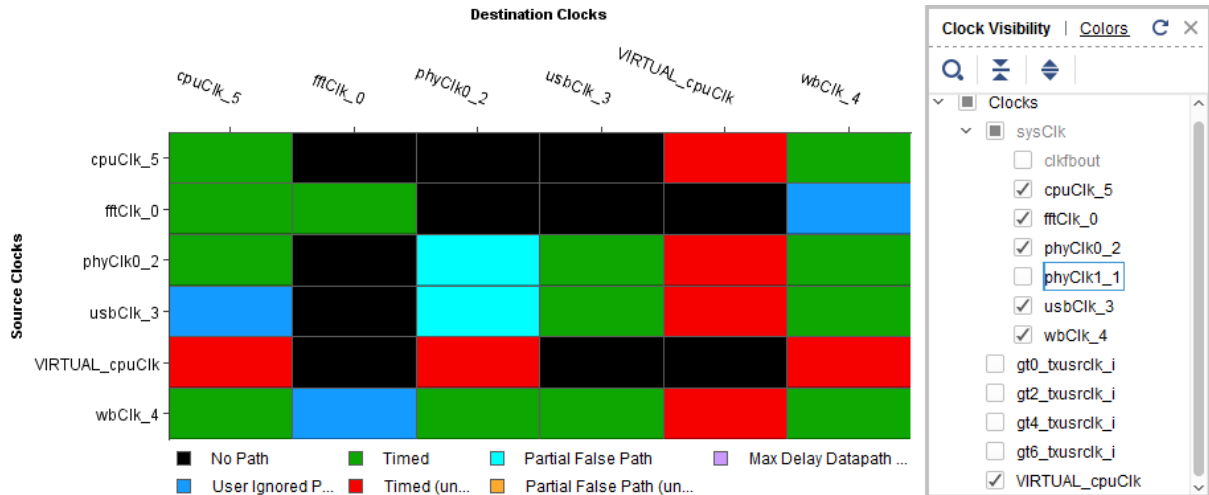 Destination Clocks
cpuClk_5 fftClk_0 phyClk0_2 usbClk_3 VIRTUAL_cpuClk wbClk_4
Source Clocks
cpuClk_5
fftClk_0
phyClk0_2
usbClk_3
VIRTUAL_cpuClk
wbClk_4
No Path Timed Partial False Path Max Delay Datapath ...
User Ignored P... Timed (un... Partial False Path (un...
Clock Visibility | Colors
Clocks
sysClk
clkfbout
cpuClk_5
fftClk_0
phyClk0_2
phyClk1_1
usbClk_3
wbClk_4
gt0_txusrclk_i
gt2_txusrclk_i
gt4_txusrclk_i
gt6_txusrclk_i
VIRTUAL_cpuClk